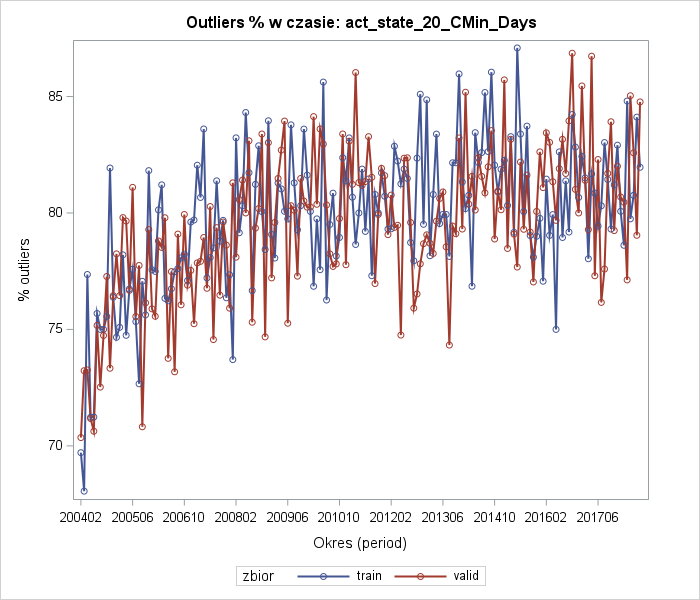 Outliers % w czasie: act_state_20_CMin_Days
% outliers
85
80
75
70
200402 200506 200610 200802 200906 201010 201202 201306 201410 201602 201706
Okres (period)
zbior train valid